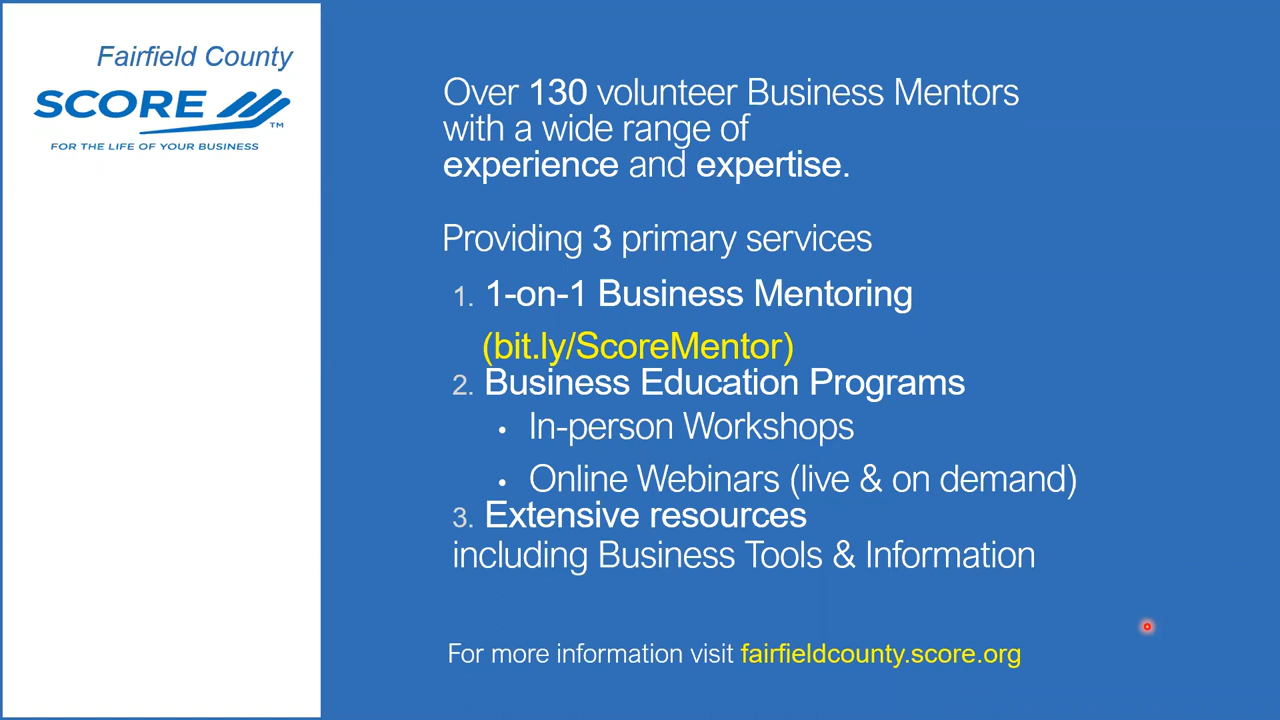 Fairfield County
SCORE
TM
FOR THE LIFE OF YOUR BUSINESS
Over 130 volunteer Business Mentors
with a wide range of
experience and expertise.
Providing 3 primary services
1. 1-on-1 Business Mentoring
(bit.ly/ScoreMentor)
2. Business Education Programs
• In-person Workshops
• Online Webinars (live & on demand)
3. Extensive resources
including Business Tools & Information
For more information visit fairfieldcounty.score.org